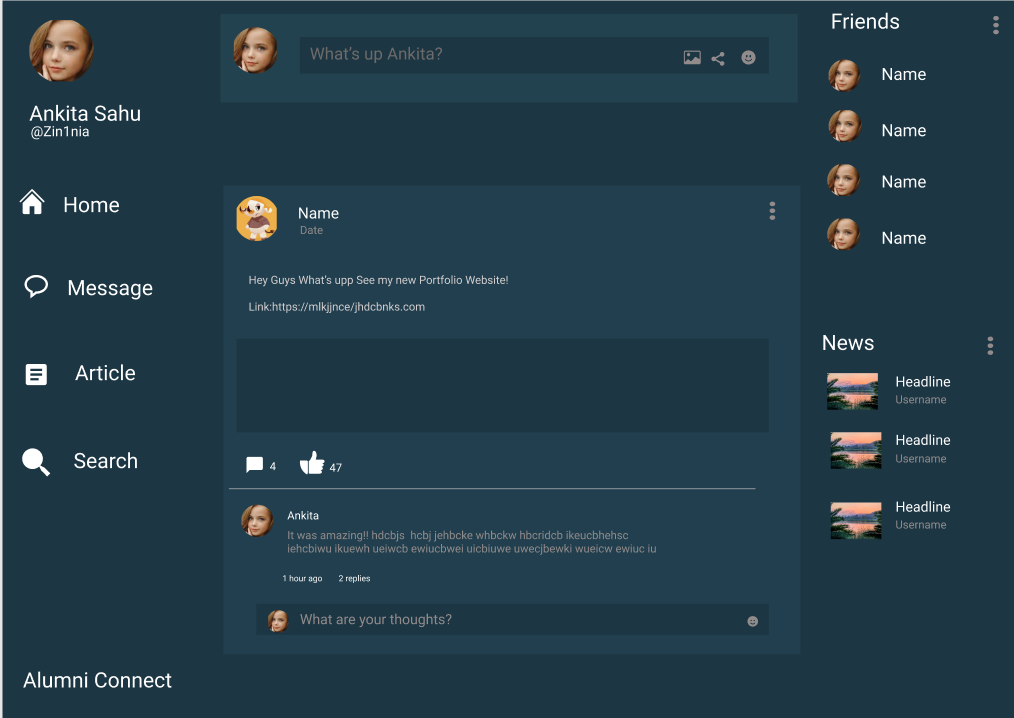 Ankita Sahu
@Zin1nia
Home
Message
Article
Search
Alumni Connect
What's up Ankita?
Name
Date
Hey Guys What's upp See my new Portfolio Website!
Link:https://mlkjjnce/jhdcbnks.com
4
47
Ankita
It was amazing!! hdcbjs hcbj jehbcke whbckw hbcridcb ikeucbhehsc
iehcbiwu ikuewh ueiwcb ewiucbwei uicbiuwe uwecjbewki wueicw ewiuc iu
1 hour ago 2 replies
What are your thoughts?
Friends
Name
Name
Name
Name
News
Headline
Username
Headline
Username
Headline
Username